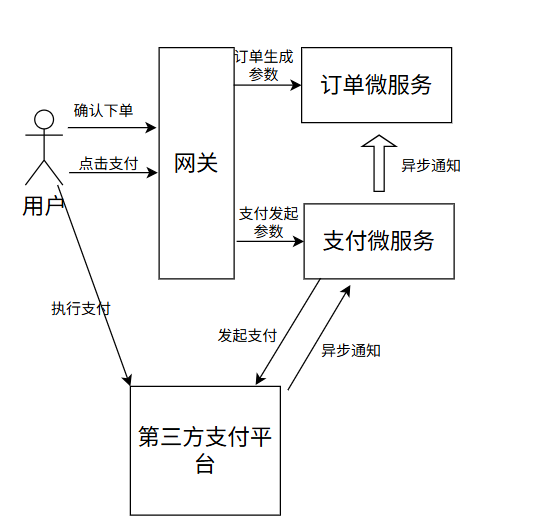 订单生成
参数
订单微服务
确认下单
点击支付
网关
异步通知
用户
支付发起
参数
支付微服务
执行支付
发起支付
异步通知
第三方支付平
台